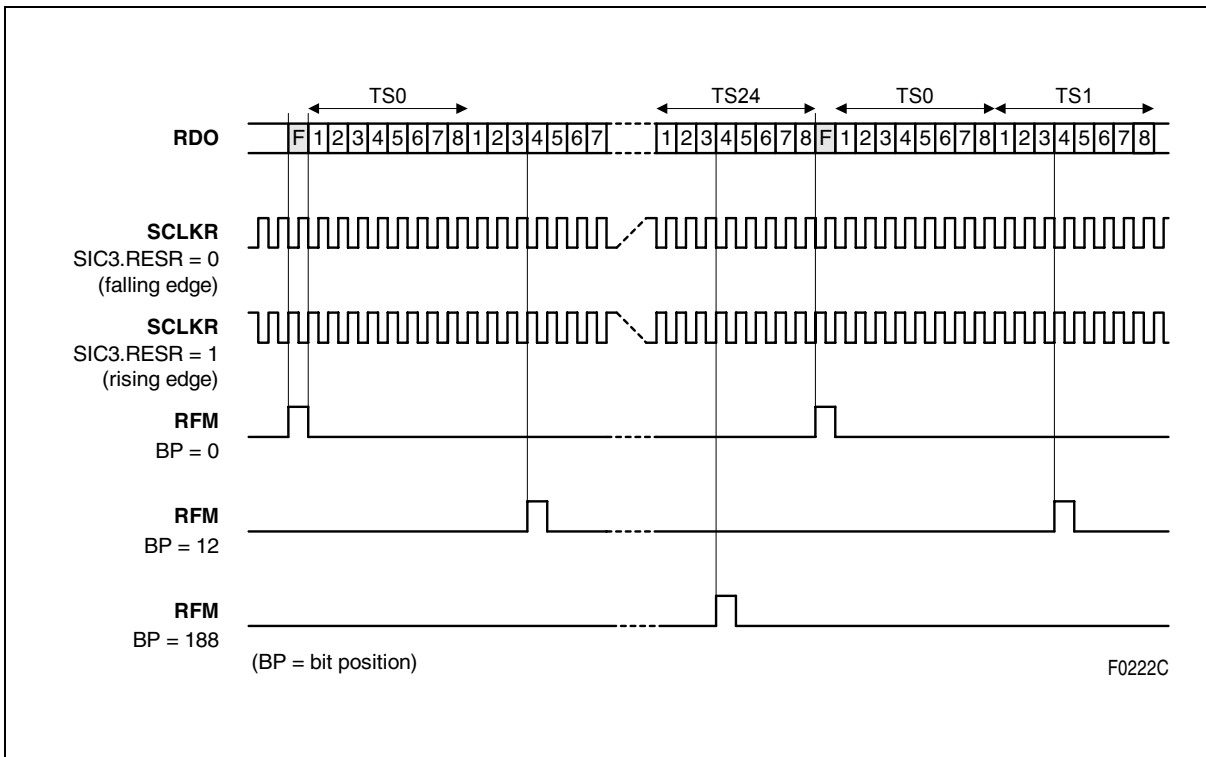 TS0 TS24 TS0 TS1
RDO F 1 2 3 4 5 6 7 8 1 2 3 4 5 6 7 1 2 3 4 5 6 7 8 F 1 2 3 4 5 6 7 8 1 2 3 4 5 6 7 8
SCLKR
SIC3.RESR = 0
(falling edge)
SCLKR
SIC3.RESR = 1
(rising edge)
RFM
BP = 0
RFM
BP = 12
RFM
BP = 188
(BP = bit position)
F0222C